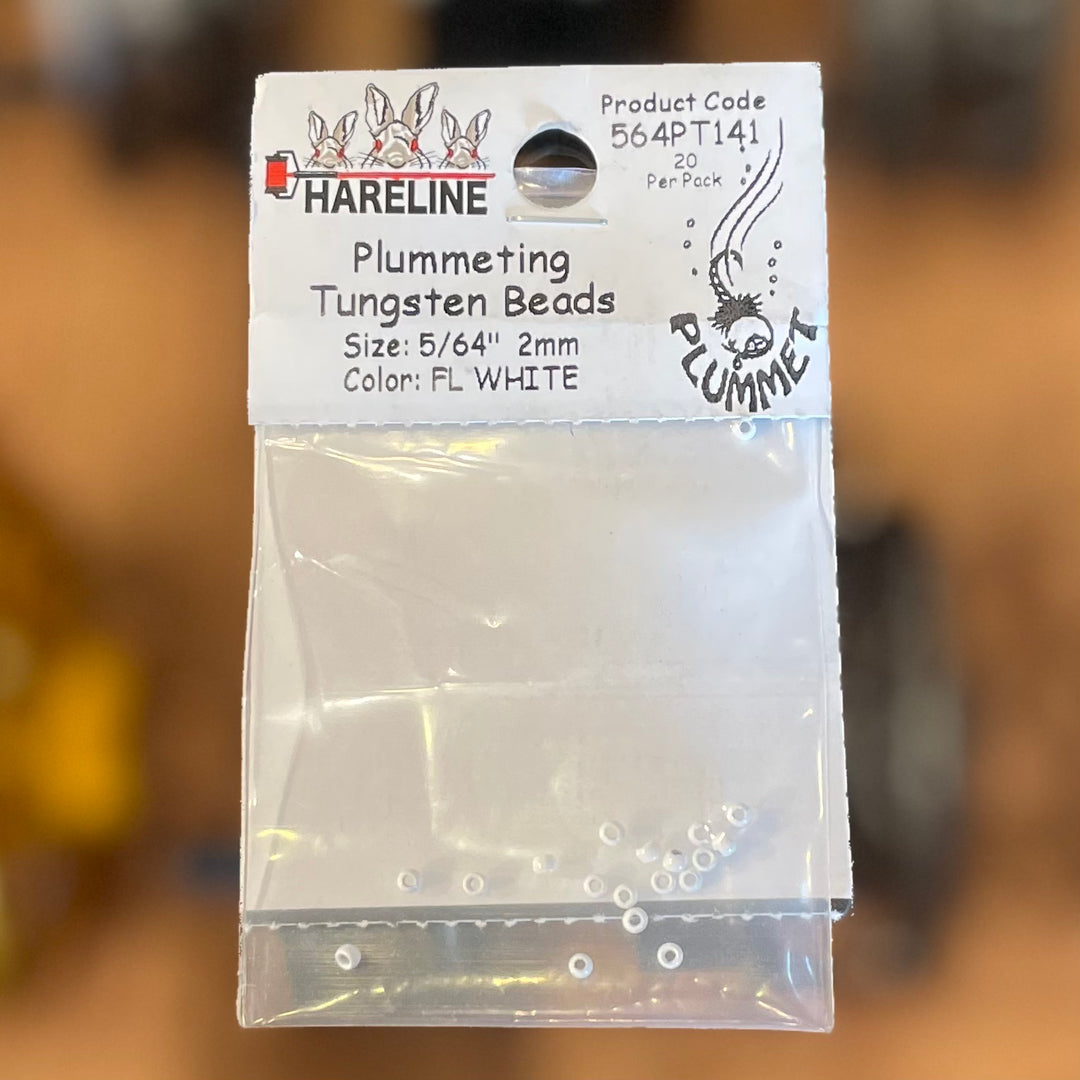 HARELINE
Product Code
564PT141
20
Per Pack
Plummeting
Tungsten Beads
Size: 5/64" 2mm
Color: FL WHITE
PLUMMET